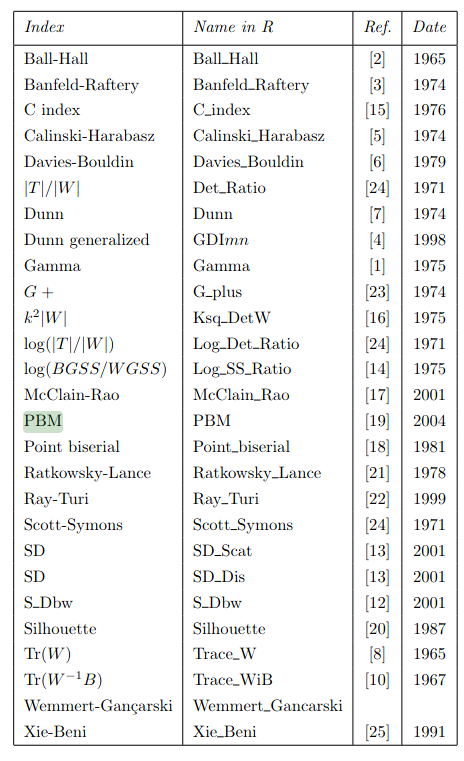 Index Name in R Ref. Date
Ball-Hall Ball_Hall [2] 1965
Banfeld-Raftery Banfeld_Raftery [3] 1974
C index C_index [15] 1976
Calinski-Harabasz Calinski_Harabasz [5] 1974
Davies-Bouldin Davies_Bouldin [6] 1979
|T|/|W| Det_Ratio [24] 1971
Dunn Dunn [7] 1974
Dunn generalized GDImn [4] 1998
Gamma Gamma [1] 1975
G + G_plus [23] 1974
k²|W| Ksq_DetW [16] 1975
log(|T|/|W|) Log_Det_Ratio [24] 1971
log(BGSS/WGSS) Log_SS_Ratio [14] 1975
McClain-Rao McClain_Rao [17] 2001
PBM PBM [19] 2004
Point biserial Point_biserial [18] 1981
Ratkowsky-Lance Ratkowsky_Lance [21] 1978
Ray-Turi Ray_Turi [22] 1999
Scott-Symons Scott_Symons [24] 1971
SD SD_Scat [13] 2001
SD SD_Dis [13] 2001
S_Dbw S_Dbw [12] 2001
Silhouette Silhouette [20] 1987
Tr(W) Trace_W [8] 1965
Tr(W⁻¹B) Trace_WiB [10] 1967
Wemmert-Gançarski Wemmert_Gancarski
Xie-Beni Xie_Beni [25] 1991